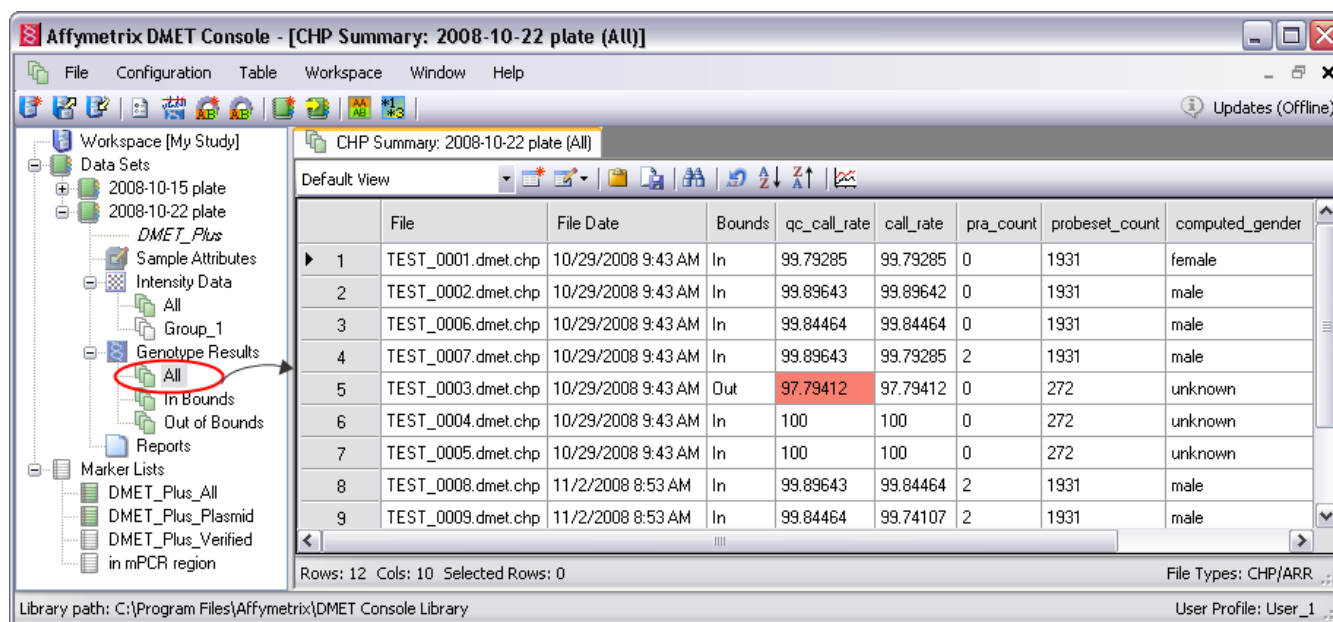 Affymetrix DMET Console - [CHP Summary: 2008-10-22 plate (All)]
File Configuration Table Workspace Window Help
Updates (Offline)
Workspace [My Study]
Data Sets
2008-10-15 plate
2008-10-22 plate
DMET_Plus
Sample Attributes
Intensity Data
All
Group_1
Genotype Results
All
In Bounds
Out of Bounds
Reports
Marker Lists
DMET_Plus_All
DMET_Plus_Plasmid
DMET_Plus_Verified
in mPCR region
CHP Summary: 2008-10-22 plate (All)
Default View
File File Date Bounds qc_call_rate call_rate pra_count probeset_count computed_gender
1 TEST_0001.dmet.chp 10/29/2008 9:43 AM In 99.79285 99.79285 0 1931 female
2 TEST_0002.dmet.chp 10/29/2008 9:43 AM In 99.89643 99.89642 0 1931 male
3 TEST_0006.dmet.chp 10/29/2008 9:43 AM In 99.84464 99.84464 0 1931 male
4 TEST_0007.dmet.chp 10/29/2008 9:43 AM In 99.89643 99.79285 2 1931 male
5 TEST_0003.dmet.chp 10/29/2008 9:43 AM Out 97.79412 97.79412 0 272 unknown
6 TEST_0004.dmet.chp 10/29/2008 9:43 AM In 100 100 0 272 unknown
7 TEST_0005.dmet.chp 10/29/2008 9:43 AM In 100 100 0 272 unknown
8 TEST_0008.dmet.chp 11/2/2008 8:53 AM In 99.89643 99.84464 2 1931 male
9 TEST_0009.dmet.chp 11/2/2008 8:53 AM In 99.84464 99.74107 2 1931 male
Rows: 12 Cols: 10 Selected Rows: 0
File Types: CHP/ARR
Library path: C:\Program Files\Affymetrix\DMET Console Library
User Profile: User_1